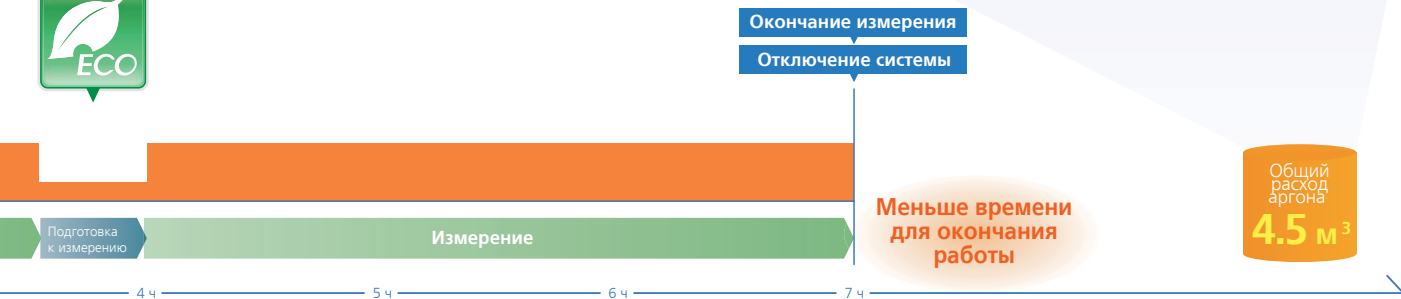 ECO
Окончание измерения
Отключение системы
Подготовка
к измерению
Измерение
Меньше времени
для окончания
работы
Общий
расход
аргона
4.5 м³
4 ч
5 ч
6 ч
7 ч